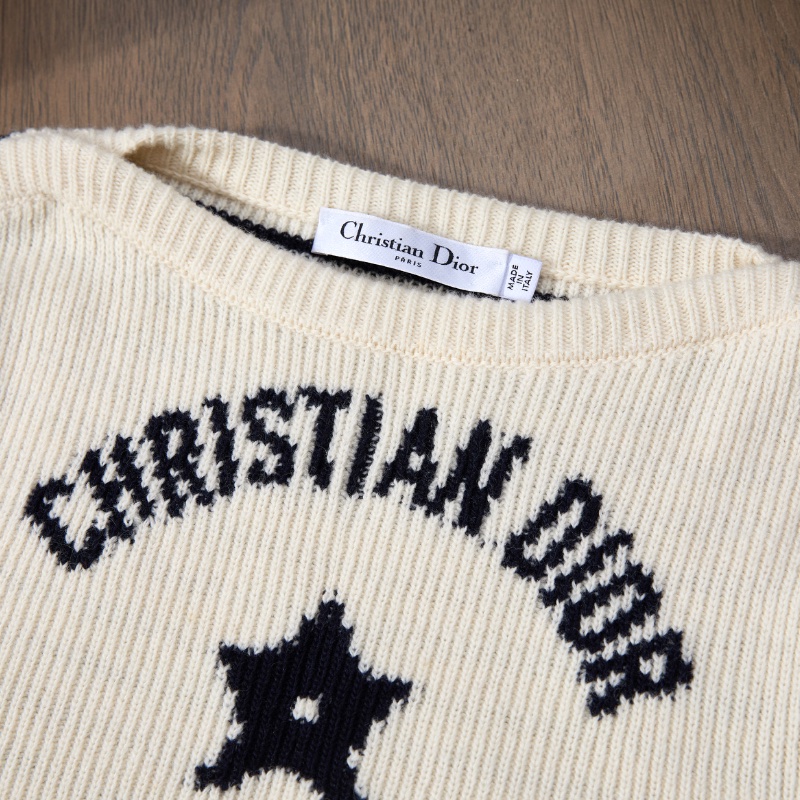 Christian Dior
PARIS
MADE
IN
ITALY
CHRISTIAN DIOR